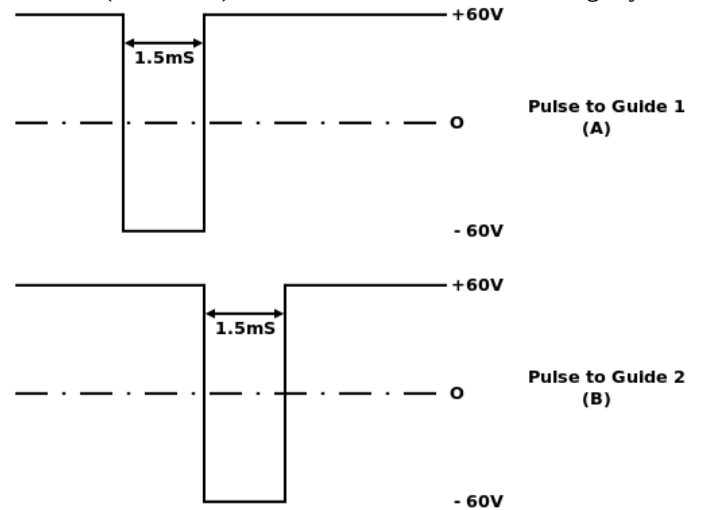 +60V
1.5mS
O
Pulse to Guide 1
(A)
- 60V
+60V
1.5mS
O
Pulse to Guide 2
(B)
- 60V